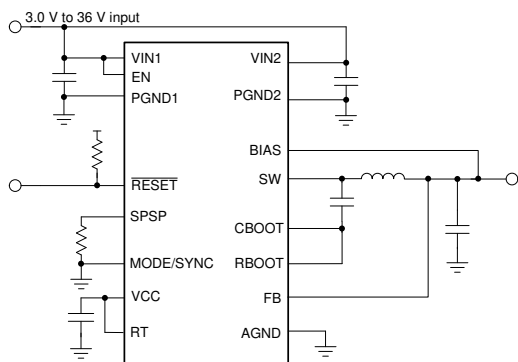 3.0 V to 36 V input
VIN1
EN
PGND1
RESET
SPSP
MODE/SYNC
VCC
RT
VIN2
PGND2
BIAS
SW
CBOOT
RBOOT
FB
AGND